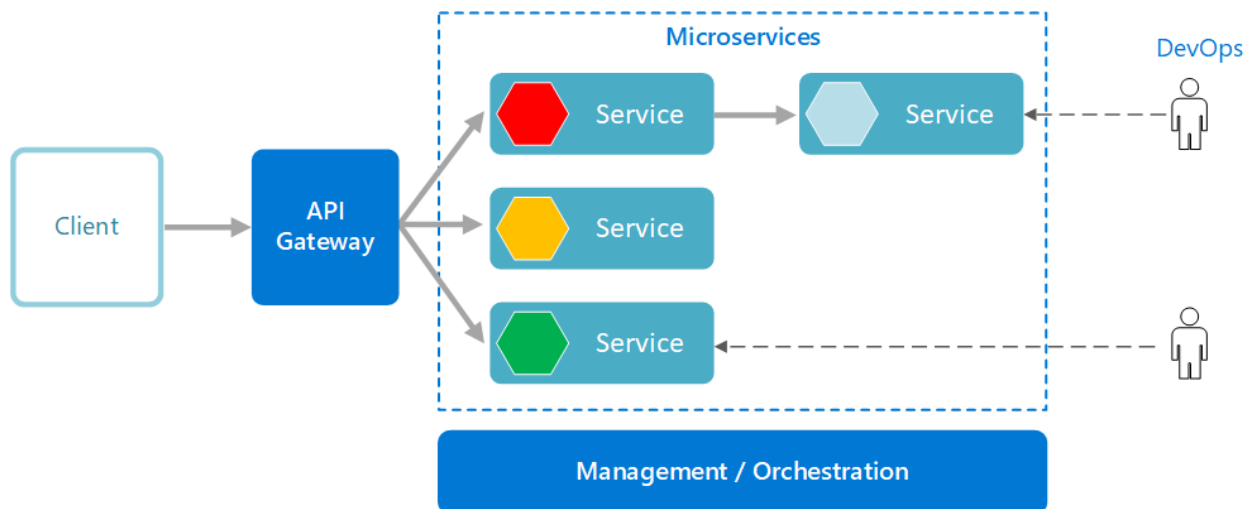 Microservices
DevOps
Service
Service
Client
API
Gateway
Service
Service
Management / Orchestration